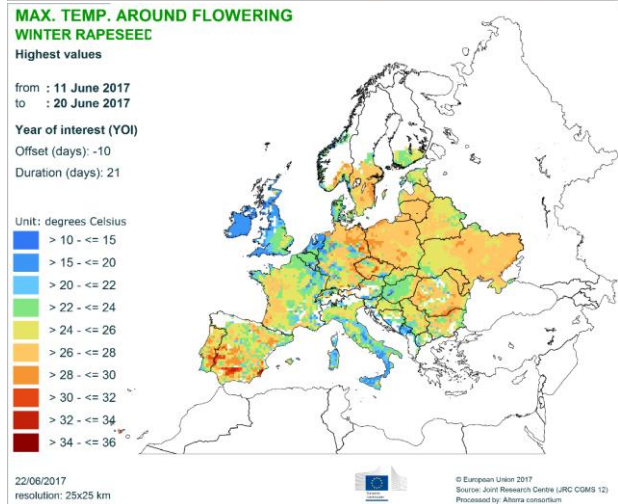 MAX. TEMP. AROUND FLOWERING
WINTER RAPESEED
Highest values
from : 11 June 2017
to : 20 June 2017
Year of interest (YOI)
Offset (days): -10
Duration (days): 21
Unit: degrees Celsius
> 10 - <= 15
> 15 - <= 20
> 20 - <= 22
> 22 - <= 24
> 24 - <= 26
> 26 - <= 28
> 28 - <= 30
> 30 - <= 32
> 32 - <= 34
> 34 - <= 36
22/06/2017
resolution: 25x25 km
© European Union 2017
Source: Joint Research Centre (JRC CGMS 12)
Processed by: Alterra consortium